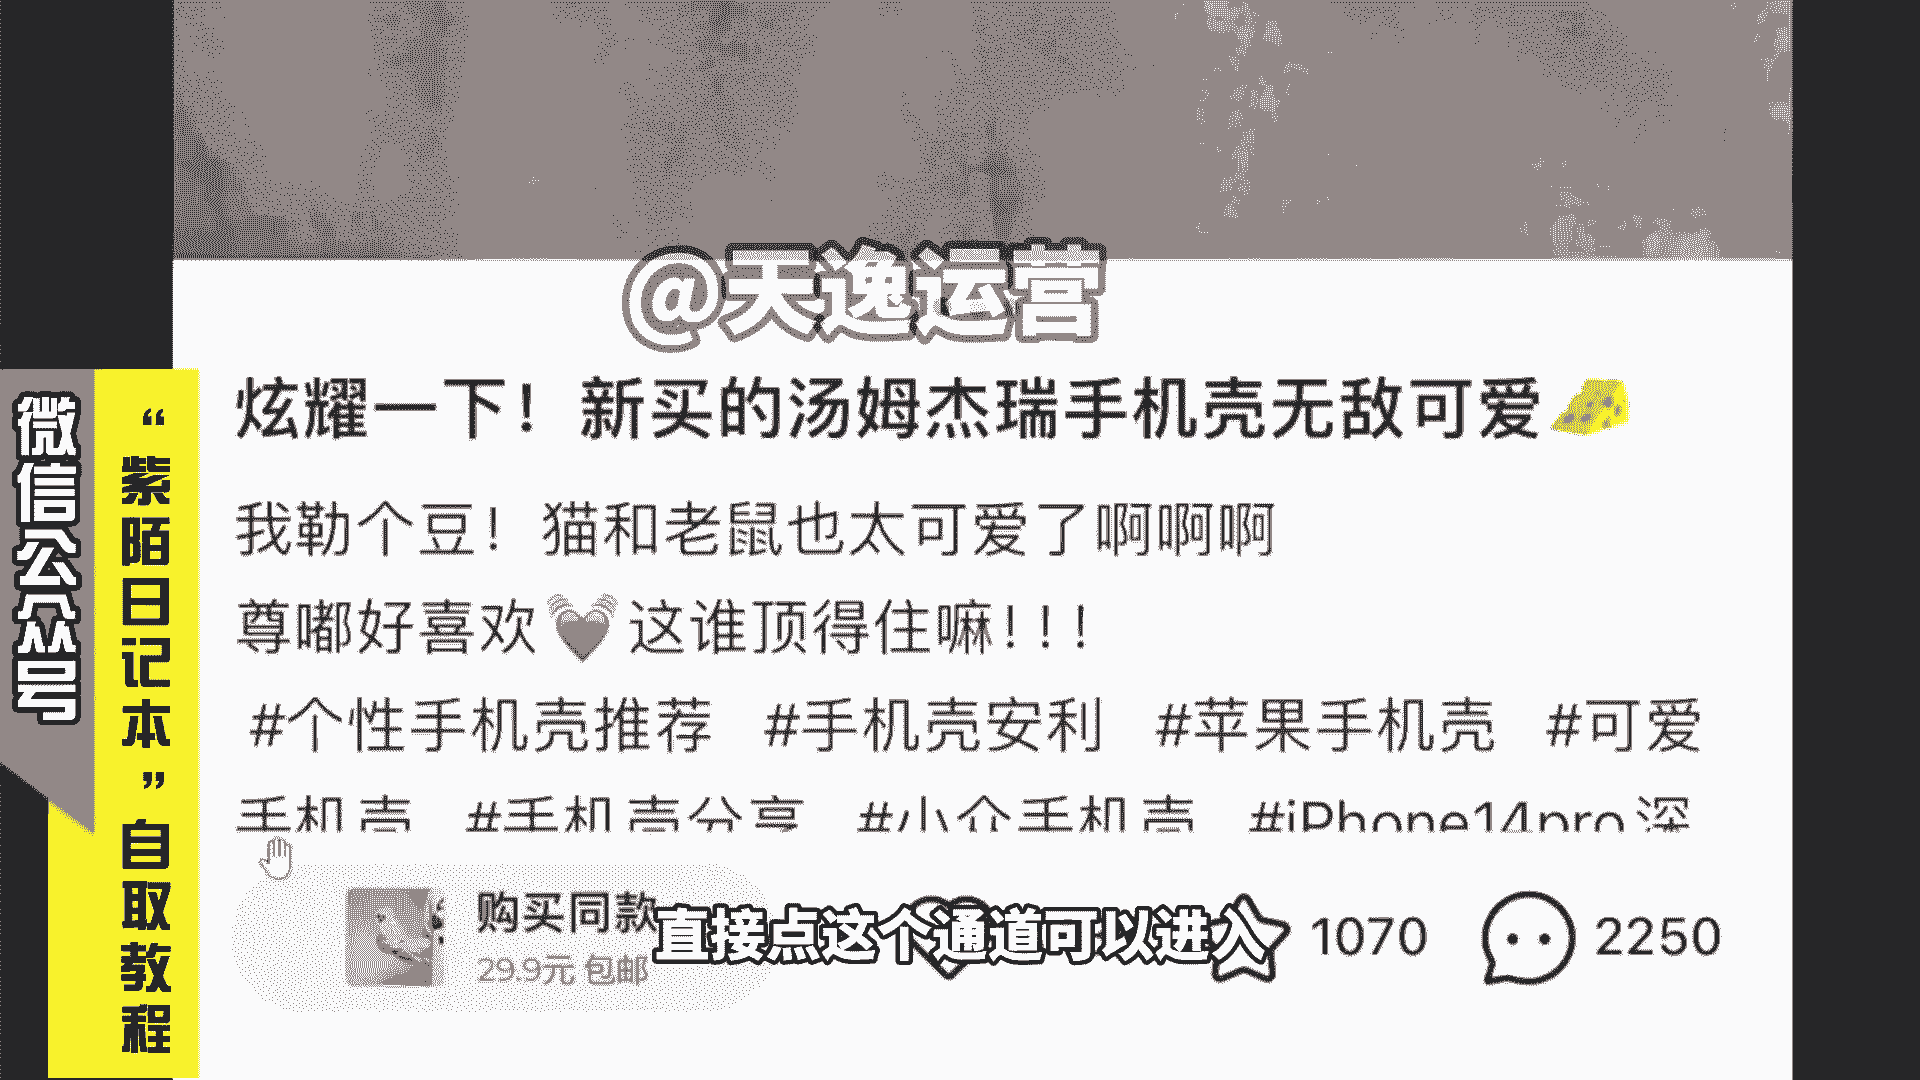 @天逸运营
炫耀一下！新买的汤姆杰瑞手机壳无敌可爱
我勒个豆！猫和老鼠也太可爱了啊啊啊
尊嘟好喜欢💓这谁顶得住嘛！！！
#个性手机壳推荐 #手机壳安利 #苹果手机壳 #可爱
手机壳 #手机壳分享 #小众手机壳 #iPhone14pro深
购买同款
29.9元 包邮
直接点这个通道可以进入
1070
2250
微信公众号
“紫陌日记本”自取教程